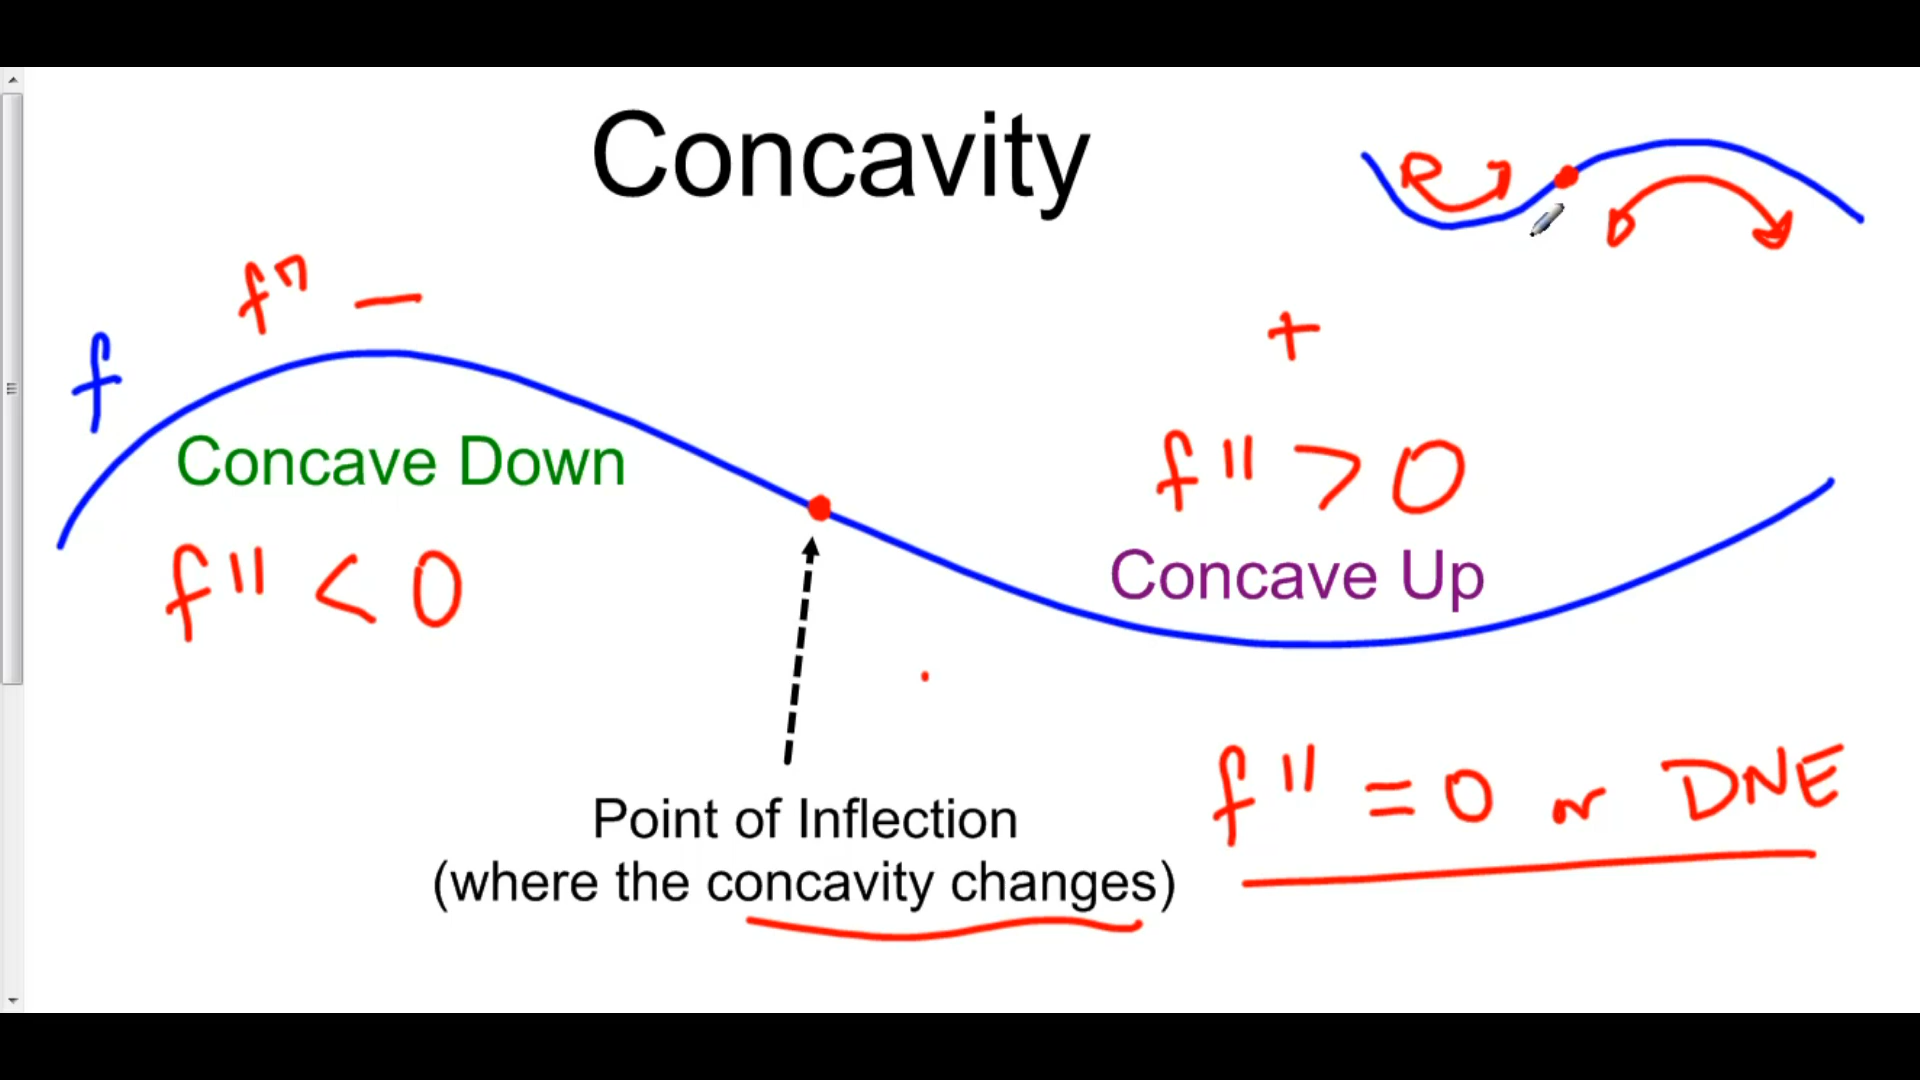 Concavity
f" −
f
+
Concave Down
f" > 0
f" < 0
Concave Up
f" = 0 or DNE
Point of Inflection
(where the concavity changes)